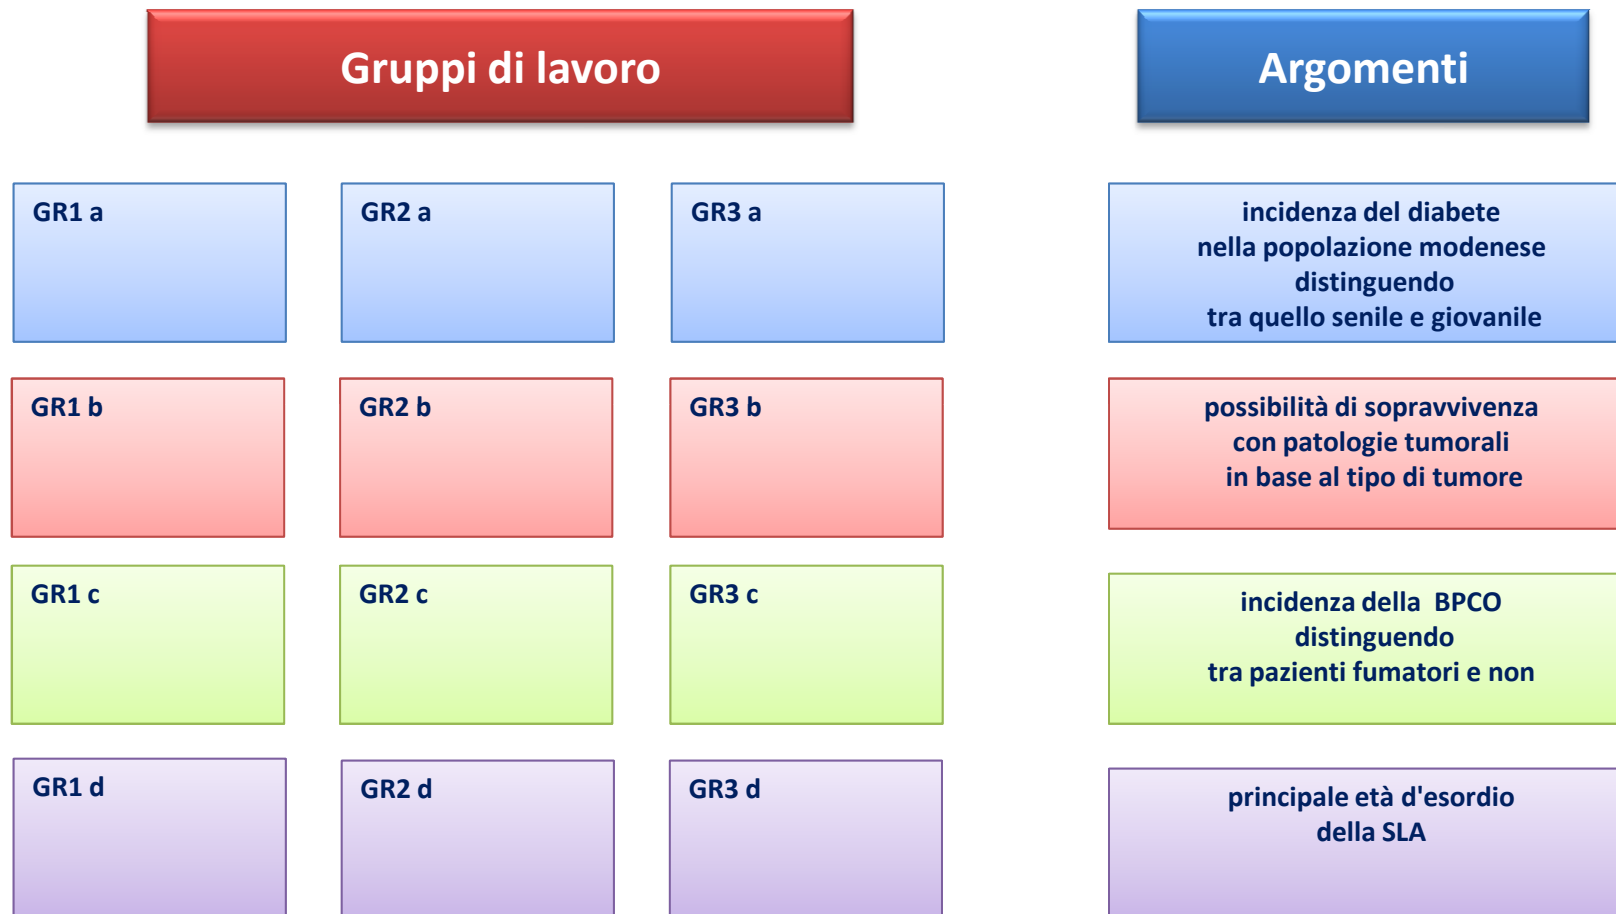 Gruppi di lavoro
Argomenti
GR1 a
GR2 a
GR3 a
incidenza del diabete
nella popolazione modenese
distinguendo
tra quello senile e giovanile
GR1 b
GR2 b
GR3 b
possibilità di sopravvivenza
con patologie tumorali
in base al tipo di tumore
GR1 c
GR2 c
GR3 c
incidenza della  BPCO
distinguendo
tra pazienti fumatori e non
GR1 d
GR2 d
GR3 d
principale età d'esordio
della SLA